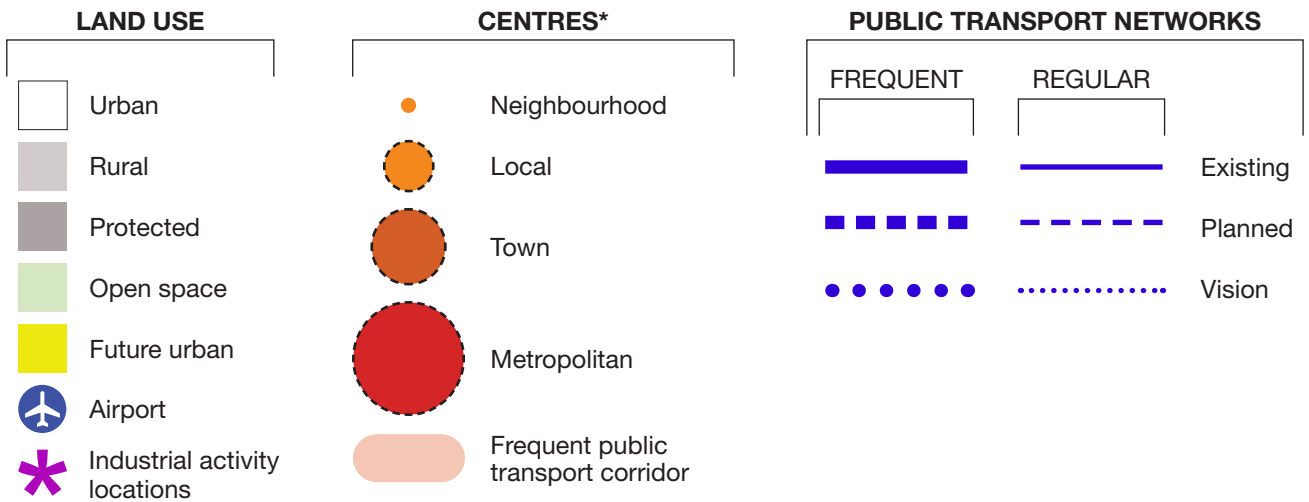 LAND USE
Urban
Rural
Protected
Open space
Future urban
Airport
Industrial activity
locations
CENTRES*
Neighbourhood
Local
Town
Metropolitan
Frequent public
transport corridor
PUBLIC TRANSPORT NETWORKS
FREQUENT
REGULAR
Existing
Planned
Vision